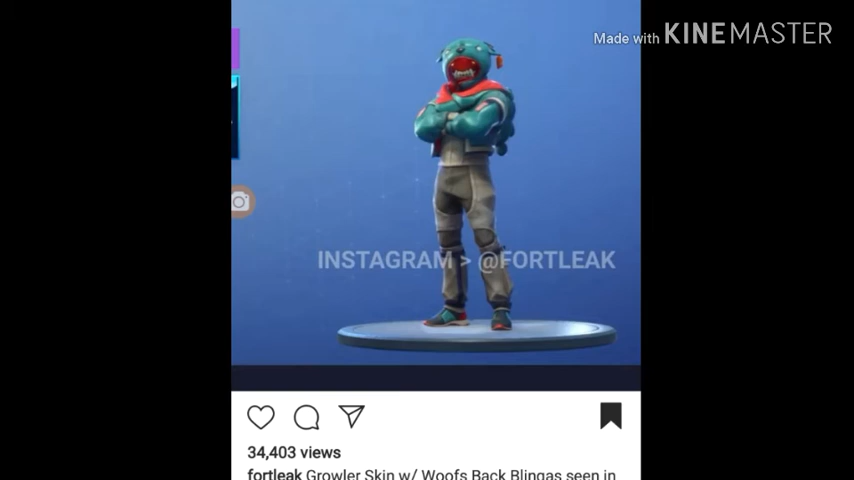 Made with KINEMASTER
INSTAGRAM > @FORTLEAK
34,403 views
fortleak Growler Skin w/ Woofs Back Blingas seen in